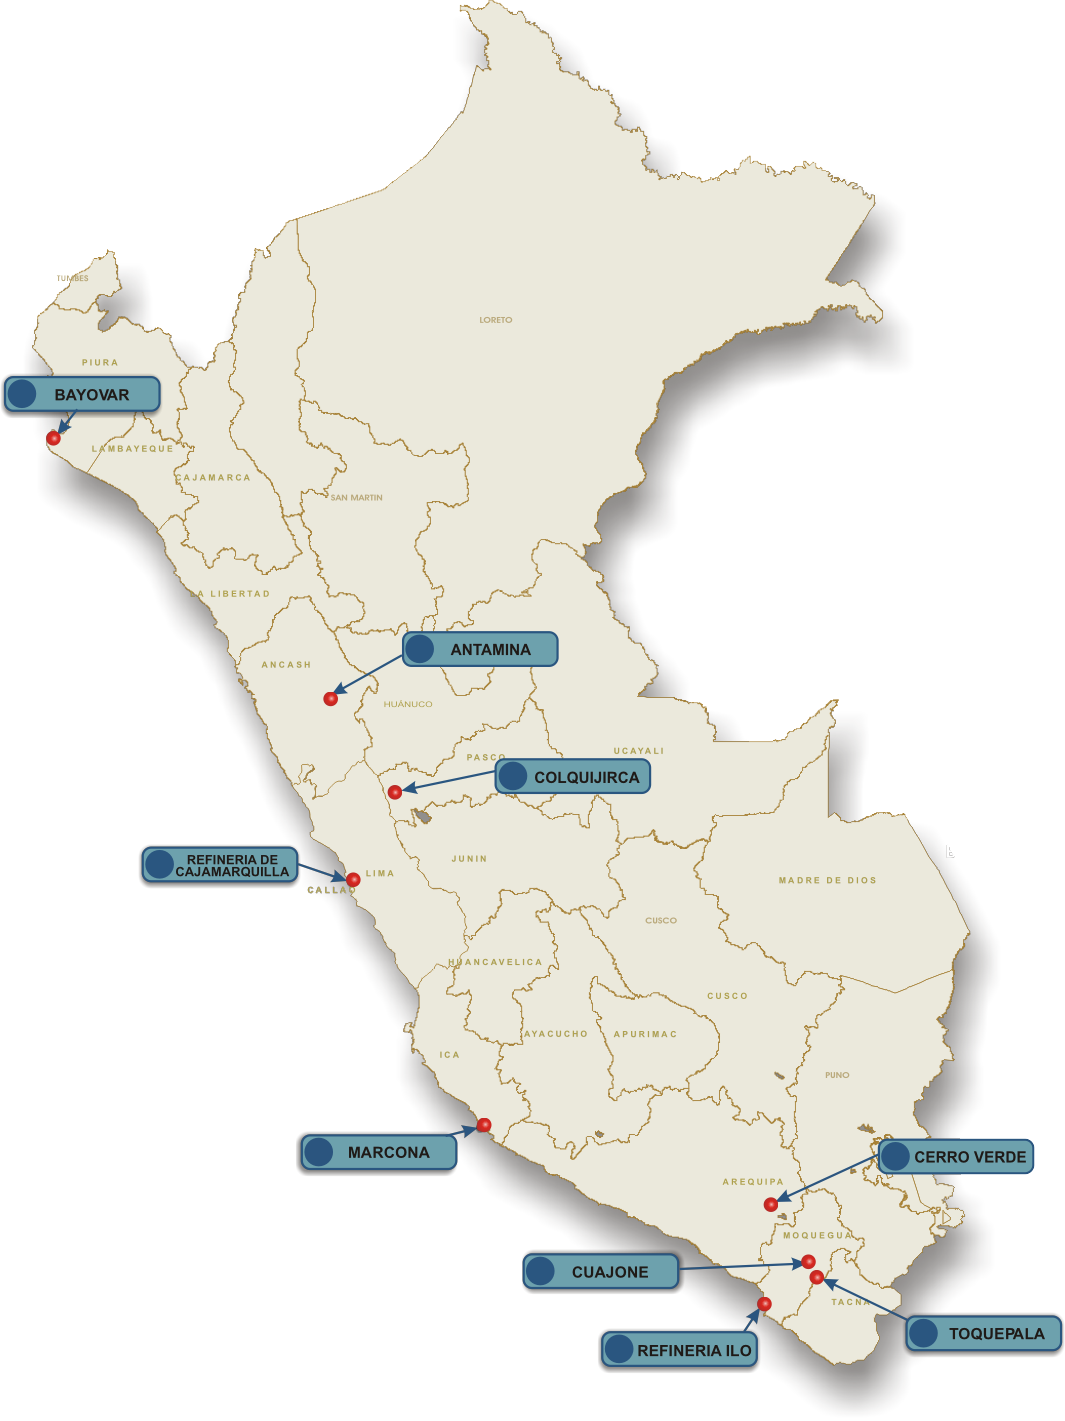 TUMBES
LORETO
PIURA
BAYOVAR
LAMBAYEQUE
CAJAMARCA
SAN MARTIN
LA LIBERTAD
ANTAMINA
ANCASH
HUÁNUCO
UCAYALI
PASCO
COLQUIJIRCA
REFINERIA DE
CAJAMARQUILLA
JUNIN
LIMA
CALLAO
MADRE DE DIOS
CUSCO
HUANCAVELICA
CUSCO
AYACUCHO
APURIMAC
ICA
PUNO
MARCONA
CERRO VERDE
AREQUIPA
MOQUEGUA
CUAJONE
TACNA
TOQUEPALA
REFINERIA ILO